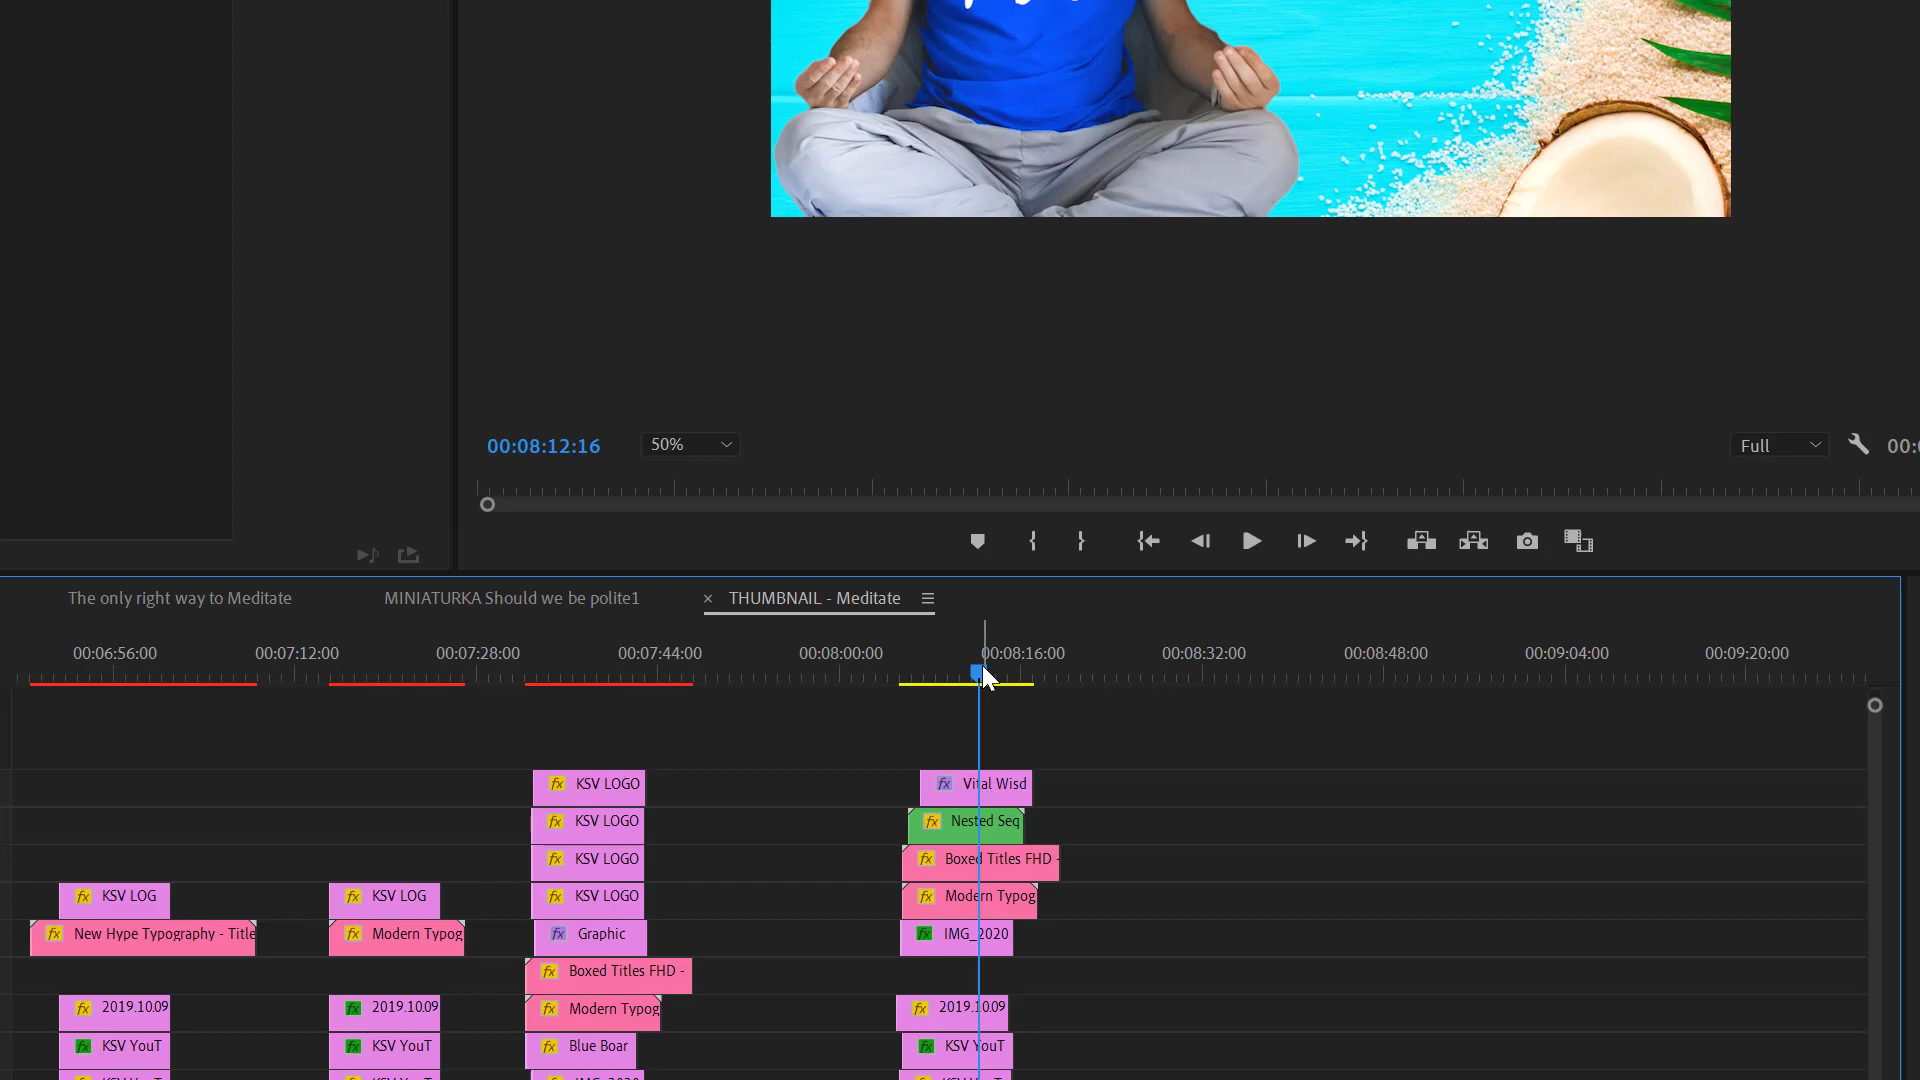 00:08:12:16
50%
Full
00:
The only right way to Meditate
MINIATURKA Should we be polite1
× THUMBNAIL - Meditate
00:06:56:00
00:07:12:00
00:07:28:00
00:07:44:00
00:08:00:00
00:08:16:00
00:08:32:00
00:08:48:00
00:09:04:00
00:09:20:00
fx KSV LOGO
fx Vital Wisd
fx KSV LOGO
fx Nested Seq
fx KSV LOGO
fx Boxed Titles FHD -
fx KSV LOG
fx KSV LOG
fx KSV LOGO
fx Modern Typog
fx New Hype Typography - Title
fx Modern Typog
fx Graphic
fx IMG_2020
fx Boxed Titles FHD -
fx 2019.10.09
fx 2019.10.09
fx Modern Typog
fx 2019.10.09
fx KSV YouT
fx KSV YouT
fx Blue Boar
fx KSV YouT